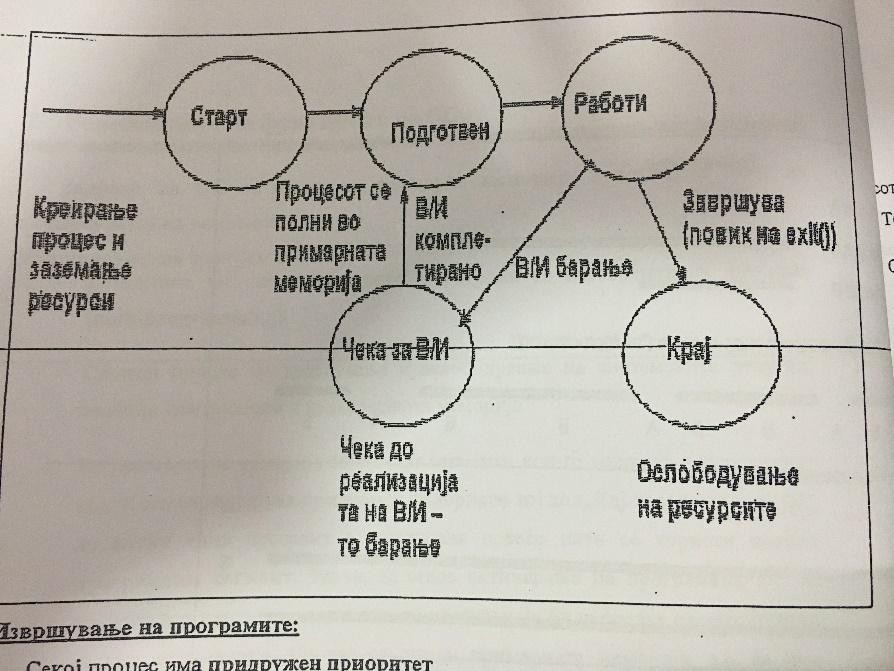 Старт
Подготвен
Работи
Креирање
процес и
заземање
ресурси
Процесот се
полни во
примарната
меморија
В/И
компле-
тирано
В/И барање
Завршува
(повик на exit())
Чека за В/И
Крај
Чека до
реализација
та на В/И –
то барање
Ослободување
на ресурсите
Извршување на програмите:
Секој процес има придружен приоритет